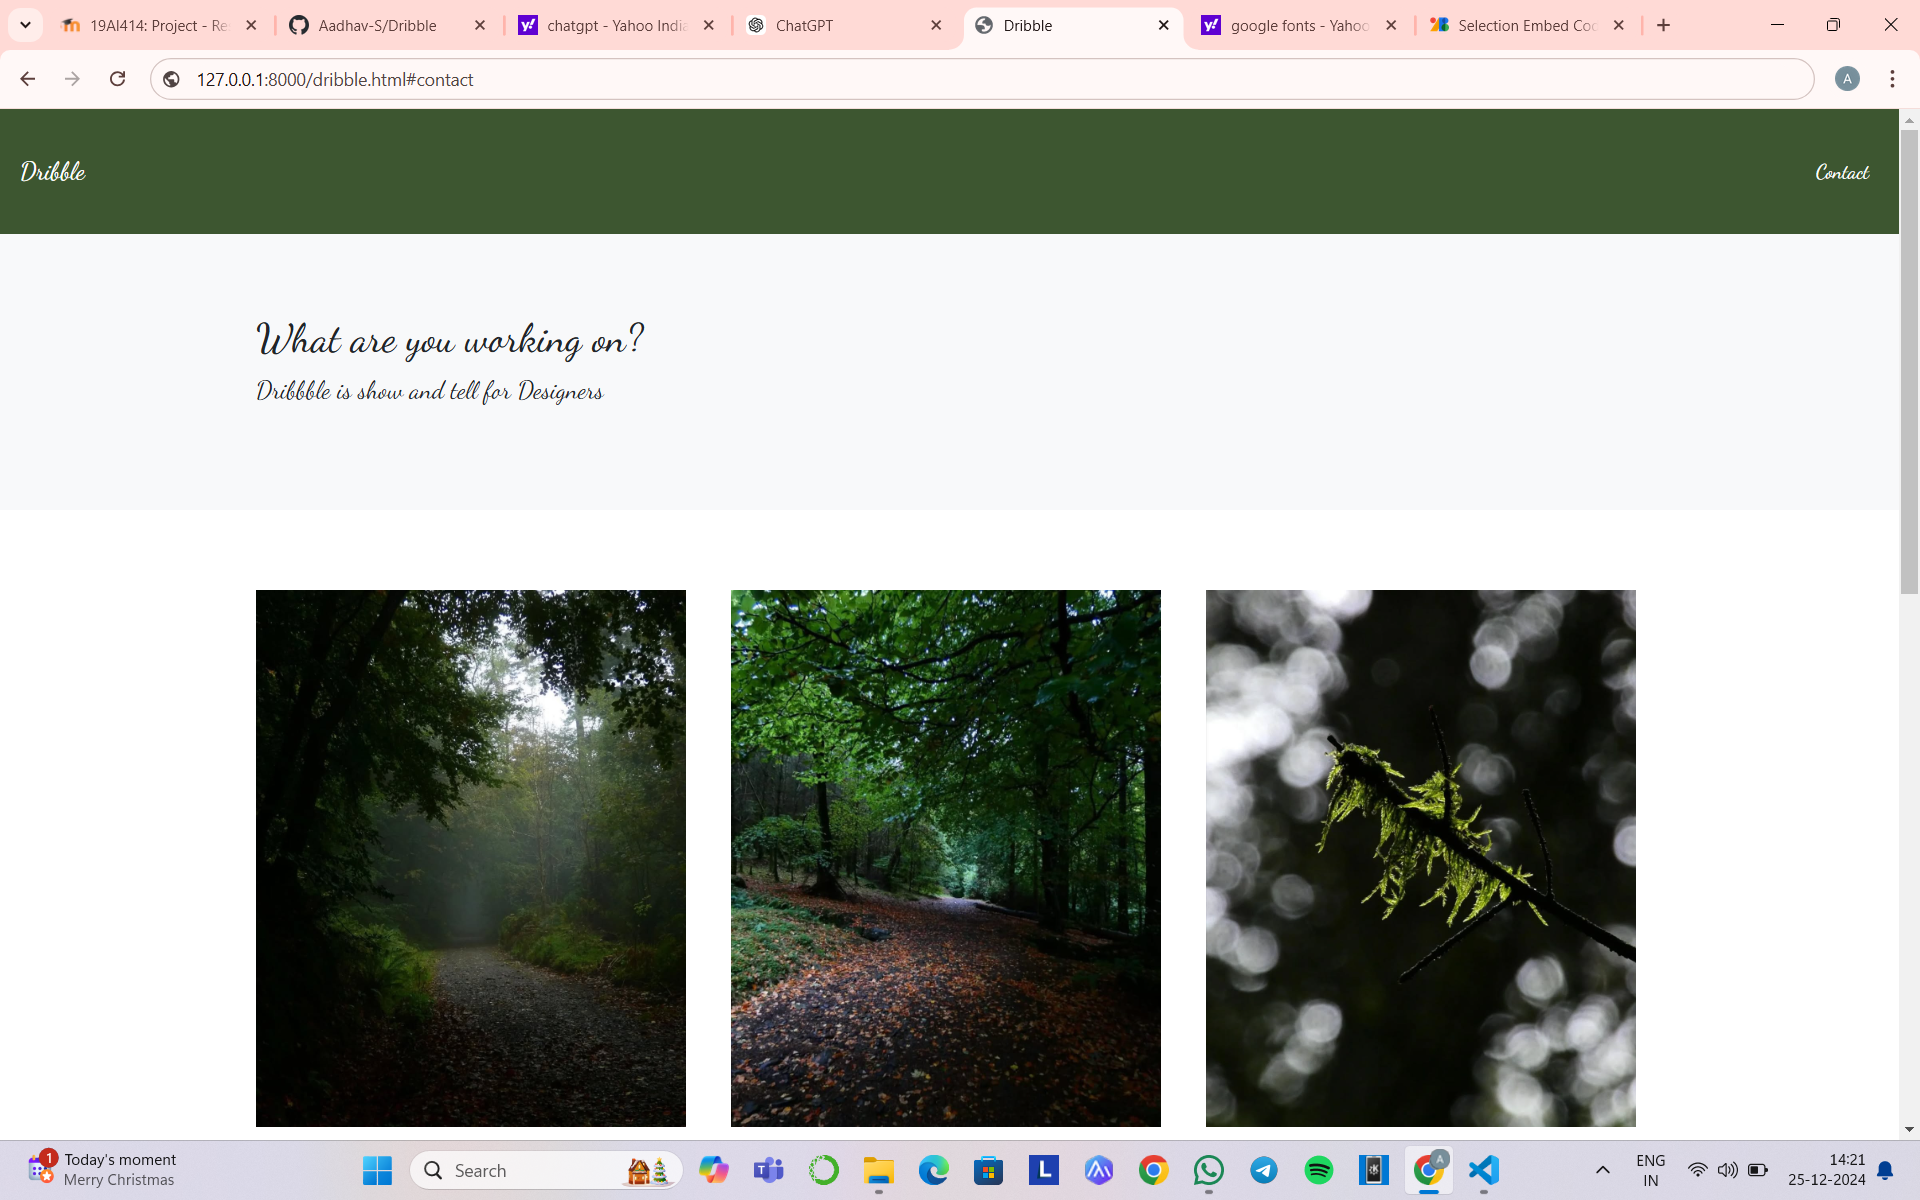 19AI414: Project - Re
Aadhav-S/Dribble
chatgpt - Yahoo India
ChatGPT
Dribble
google fonts - Yahoo
Selection Embed Coc
127.0.0.1:8000/dribble.html#contact
A
Dribble
Contact
What are you working on?
Dribbble is show and tell for Designers
1
Today's moment
Merry Christmas
Search
L
A
ENG
IN
14:21
25-12-2024